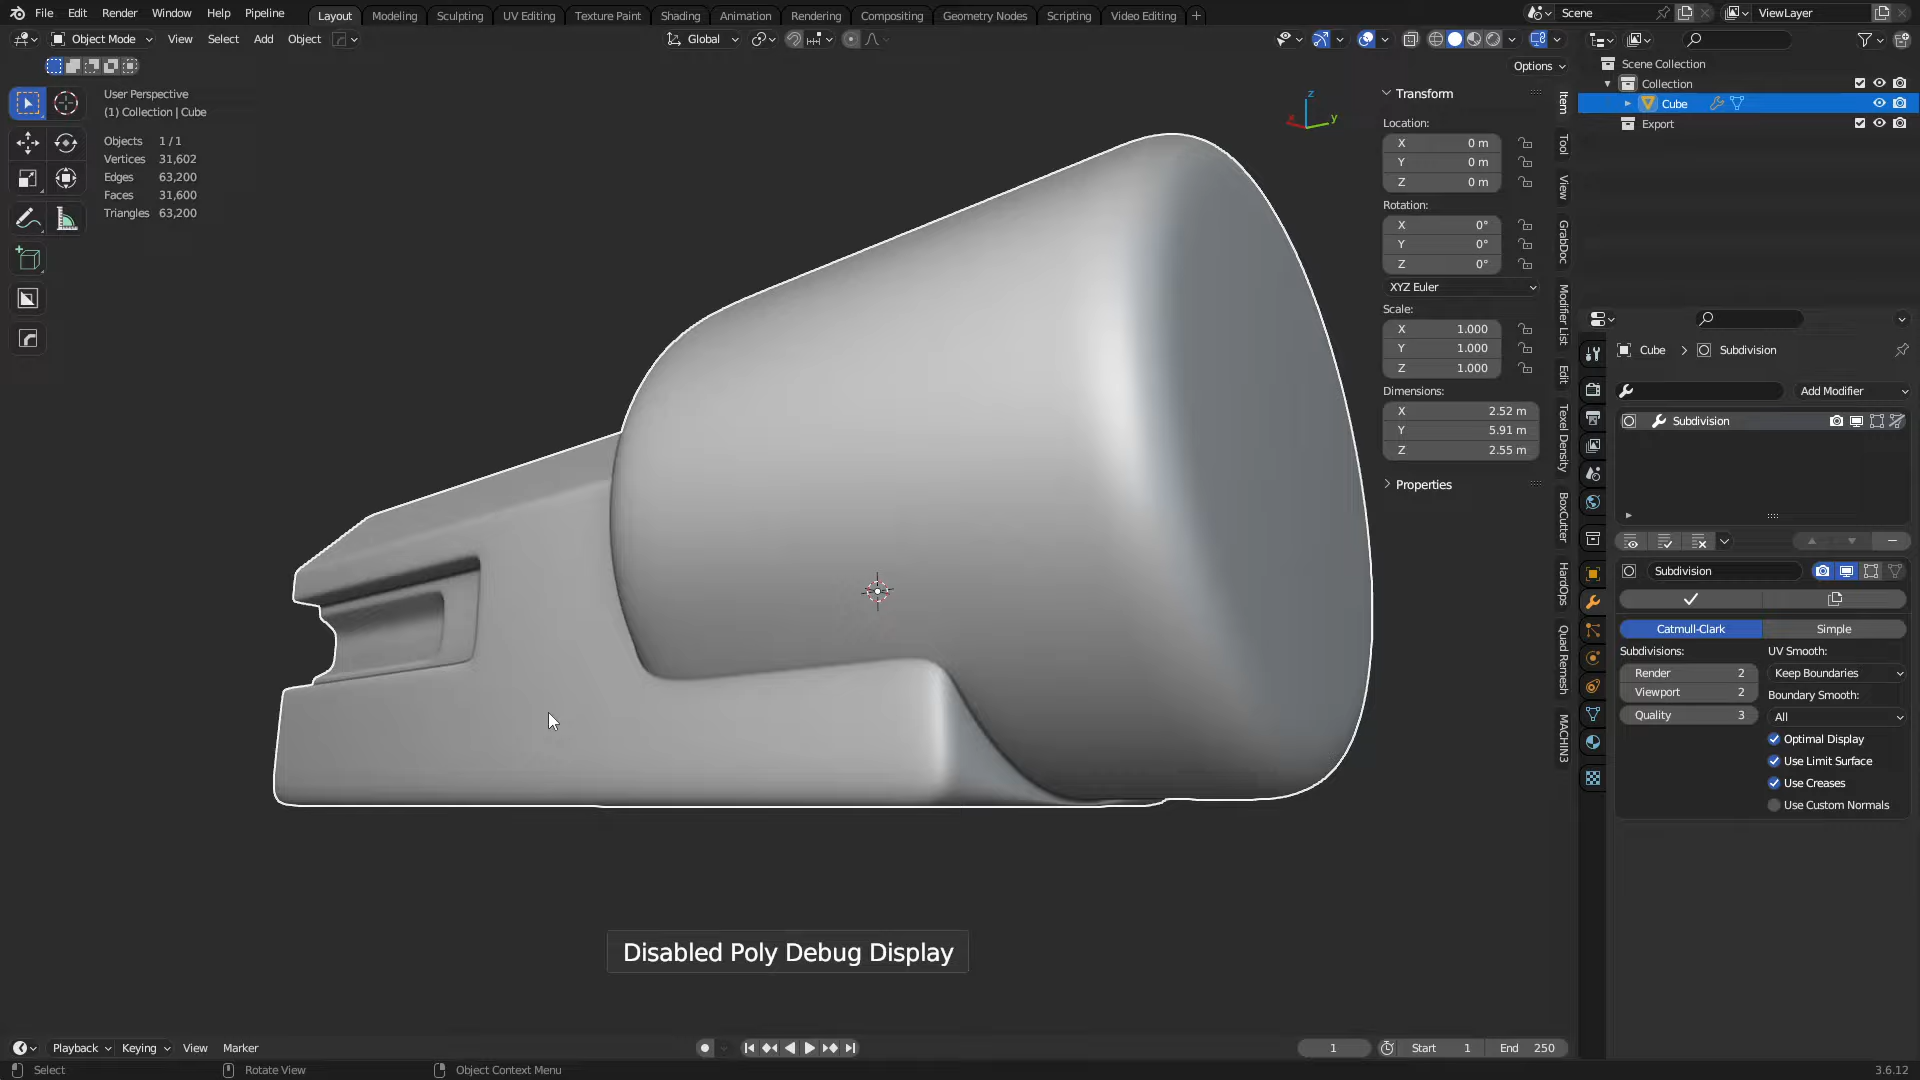 File Edit Render Window Help Pipeline Layout Modeling Sculpting UV Editing Texture Paint Shading Animation Rendering Compositing Geometry Nodes Scripting Video Editing + Scene ViewLayer
Object Mode View Select Add Object Global
Options
User Perspective
(1) Collection | Cube
Objects 1 / 1
Vertices 31,602
Edges 63,200
Faces 31,600
Triangles 63,200
z
x y
Transform
Location:
X 0 m
Y 0 m
Z 0 m
Rotation:
X 0°
Y 0°
Z 0°
XYZ Euler
Scale:
X 1.000
Y 1.000
Z 1.000
Dimensions:
X 2.52 m
Y 5.91 m
Z 2.55 m
Properties
Item
Tool
View
GrabDoc
Modifier List
Edit
Texel Density
BoxCutter
HardOps
Quad Remesh
MACHIN3
Scene Collection
Collection
Cube
Export
Cube Subdivision
Add Modifier
Subdivision
Subdivision
Catmull-Clark Simple
Subdivisions: UV Smooth:
Render 2 Keep Boundaries
Viewport 2 Boundary Smooth:
Quality 3 All
Optimal Display
Use Limit Surface
Use Creases
Use Custom Normals
Disabled Poly Debug Display
Playback Keying View Marker 1 Start 1 End 250
Select Rotate View Object Context Menu 3.6.12